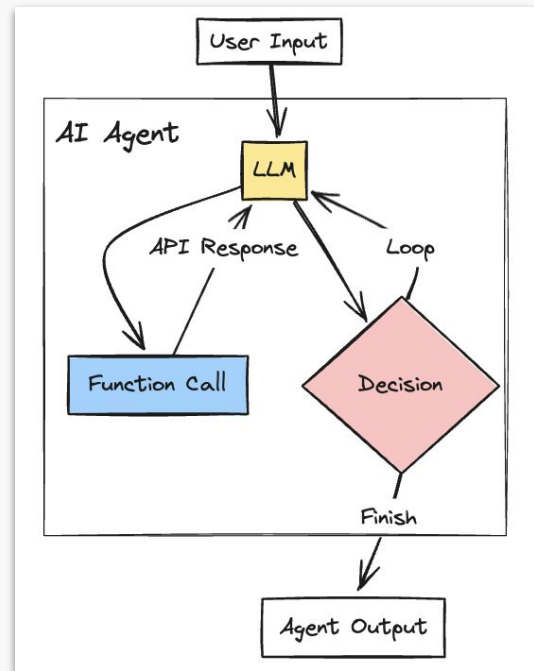 User Input
AI Agent
LLM
API Response
Loop
Function Call
Decision
Finish
Agent Output